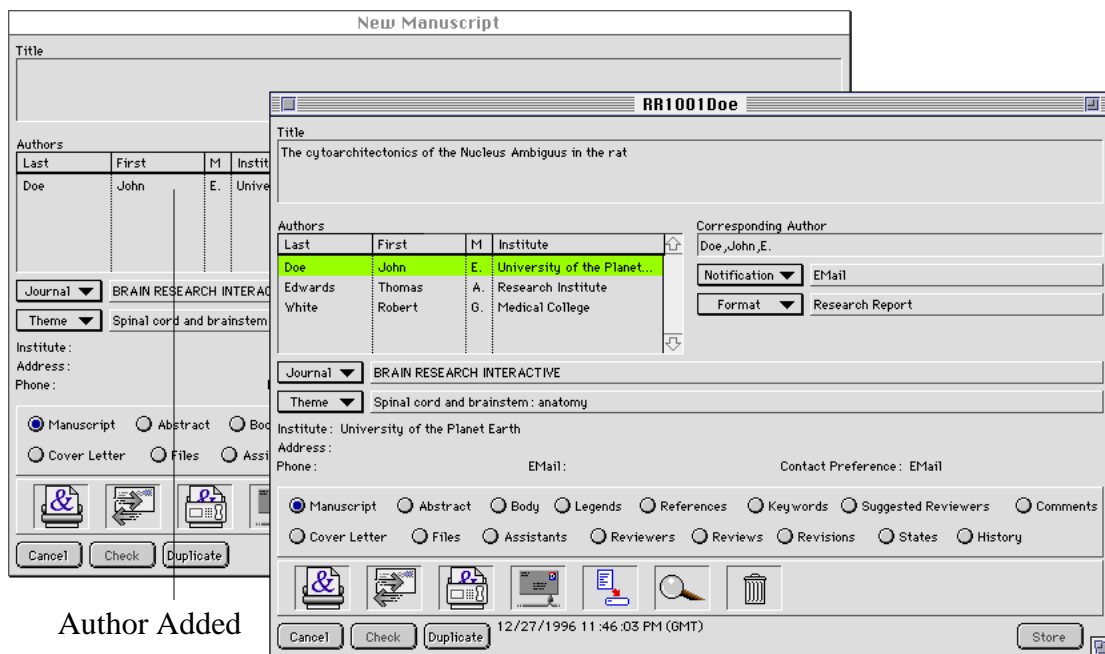 New Manuscript
Title
Authors
Last First M Instit
Doe John E. Unive
Journal BRAIN RESEARCH INTERAC
Theme Spinal cord and brainstem
Institute :
Address :
Phone :
Manuscript Abstract Bod
Cover Letter Files Assi
&
Cancel Check Duplicate
Author Added
RR1001Doe
Title
The cytoarchitectonics of the Nucleus Ambiguus in the rat
Authors
Last First M Institute
Doe John E. University of the Planet...
Edwards Thomas A. Research Institute
White Robert G. Medical College
Corresponding Author
Doe ,John ,E.
Notification EMail
Format Research Report
Journal BRAIN RESEARCH INTERACTIVE
Theme Spinal cord and brainstem : anatomy
Institute : University of the Planet Earth
Address :
Phone : EMail : Contact Preference : EMail
Manuscript Abstract Body Legends References Keywords Suggested Reviewers Comments
Cover Letter Files Assistants Reviewers Reviews Revisions States History
&
Cancel Check Duplicate 12/27/1996 11:46:03 PM (GMT) Store